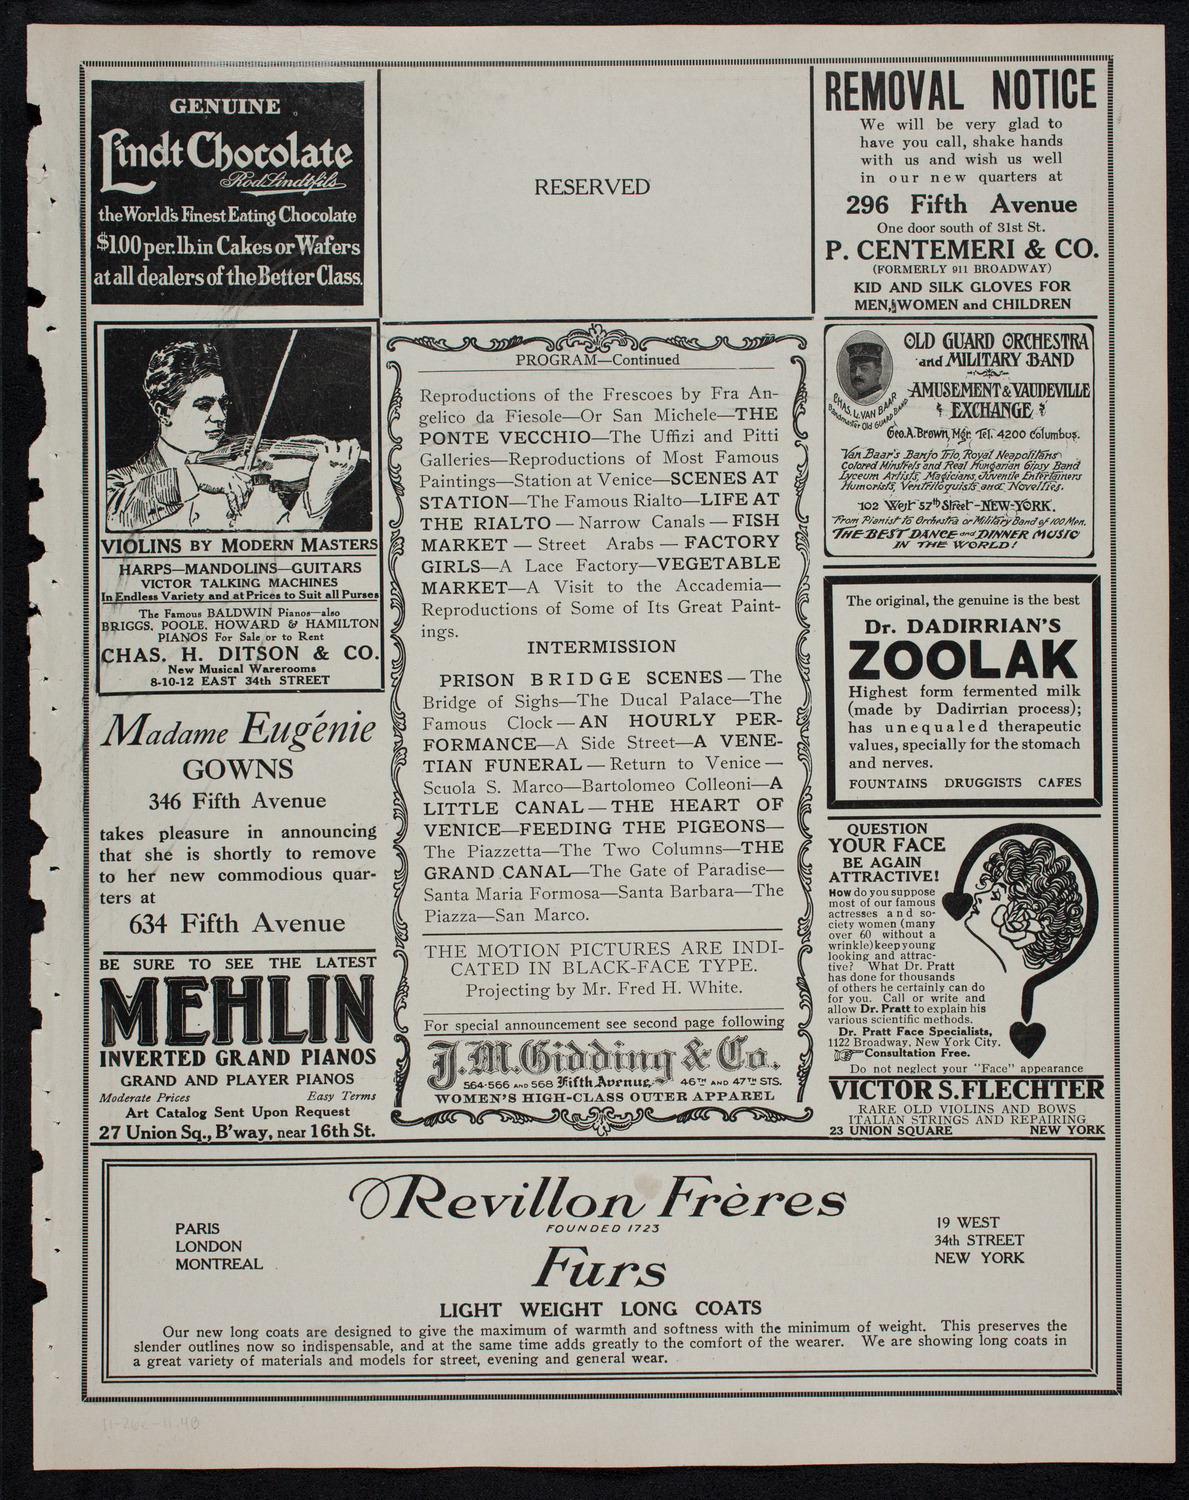 GENUINE
Lindt Chocolate
Rod. Lindt fils
the World's Finest Eating Chocolate
$1.00 per. lb. in Cakes or Wafers
at all dealers of the Better Class.
VIOLINS BY MODERN MASTERS
HARPS—MANDOLINS—GUITARS
VICTOR TALKING MACHINES
In Endless Variety and at Prices to Suit all Purses
The Famous BALDWIN Pianos—also
BRIGGS, POOLE, HOWARD & HAMILTON
PIANOS For Sale or to Rent
CHAS. H. DITSON & CO.
New Musical Warerooms
8-10-12 EAST 34th STREET
Madame Eugénie
GOWNS
346 Fifth Avenue
takes pleasure in announcing
that she is shortly to remove
to her new commodious quar-
ters at
634 Fifth Avenue
BE SURE TO SEE THE LATEST
MEHLIN
INVERTED GRAND PIANOS
GRAND AND PLAYER PIANOS
Moderate Prices Easy Terms
Art Catalog Sent Upon Request
27 Union Sq., B'way, near 16th St.
RESERVED
PROGRAM—Continued
Reproductions of the Frescoes by Fra An-
gelico da Fiesole—Or San Michele—THE
PONTE VECCHIO—The Uffizi and Pitti
Galleries—Reproductions of Most Famous
Paintings—Station at Venice—SCENES AT
STATION—The Famous Rialto—LIFE AT
THE RIALTO — Narrow Canals — FISH
MARKET — Street Arabs — FACTORY
GIRLS—A Lace Factory—VEGETABLE
MARKET—A Visit to the Accademia—
Reproductions of Some of Its Great Paint-
ings.
INTERMISSION
PRISON BRIDGE SCENES — The
Bridge of Sighs—The Ducal Palace—The
Famous Clock — AN HOURLY PER-
FORMANCE—A Side Street—A VENE-
TIAN FUNERAL — Return to Venice —
Scuola S. Marco—Bartolomeo Colleoni—A
LITTLE CANAL — THE HEART OF
VENICE—FEEDING THE PIGEONS—
The Piazzetta—The Two Columns—THE
GRAND CANAL—The Gate of Paradise—
Santa Maria Formosa—Santa Barbara—The
Piazza—San Marco.
THE MOTION PICTURES ARE INDI-
CATED IN BLACK-FACE TYPE.
Projecting by Mr. Fred H. White.
For special announcement see second page following
J.M. Gidding & Co.
564-566 AND 568 Fifth Avenue 46TH AND 47TH STS.
WOMEN'S HIGH-CLASS OUTER APPAREL
REMOVAL NOTICE
We will be very glad to
have you call, shake hands
with us and wish us well
in our new quarters at
296 Fifth Avenue
One door south of 31st St.
P. CENTEMERI & CO.
(FORMERLY 911 BROADWAY)
KID AND SILK GLOVES FOR
MEN, WOMEN and CHILDREN
OLD GUARD ORCHESTRA
and MILITARY BAND
CHAS. L. VAN BAAR
Bandmaster Old Guard Band
AMUSEMENT & VAUDEVILLE
EXCHANGE
Geo. A. Brown, Mgr. Tel. 4200 Columbus.
Van Baar's Banjo Trio, Royal Neapolitans
Colored Minstrels and Real Hungarian Gipsy Band
Lyceum Artists, Magicians, Juvenile Entertainers
Humorists, Ventriloquists and Novelties.
102 West 57th Street-NEW-YORK.
"From Pianist to Orchestra or Military Band of 100 Men.
THE BEST DANCE and DINNER MUSIC
IN THE WORLD!
The original, the genuine is the best
Dr. DADIRRIAN'S
ZOOLAK
Highest form fermented milk
(made by Dadirrian process);
has unequaled therapeutic
values, specially for the stomach
and nerves.
FOUNTAINS DRUGGISTS CAFES
QUESTION
YOUR FACE
BE AGAIN
ATTRACTIVE!
How do you suppose
most of our famous
actresses and so-
ciety women (many
over 60 without a
wrinkle) keep young
looking and attrac-
tive? What Dr. Pratt
has done for thousands
of others he certainly can do
for you. Call or write and
allow Dr. Pratt to explain his
various scientific methods.
Dr. Pratt Face Specialists,
1122 Broadway, New York City.
Consultation Free.
Do not neglect your "Face" appearance
VICTOR S. FLECHTER
RARE OLD VIOLINS AND BOWS
ITALIAN STRINGS AND REPAIRING
23 UNION SQUARE NEW YORK
Revillon Frères
FOUNDED 1723
PARIS
LONDON
MONTREAL
19 WEST
34th STREET
NEW YORK
Furs
LIGHT WEIGHT LONG COATS
Our new long coats are designed to give the maximum of warmth and softness with the minimum of weight. This preserves the
slender outlines now so indispensable, and at the same time adds greatly to the comfort of the wearer. We are showing long coats in
a great variety of materials and models for street, evening and general wear.